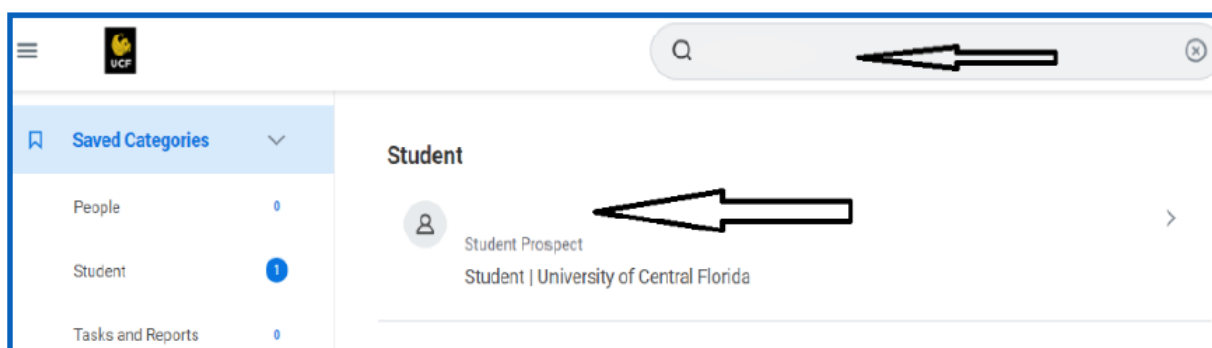 UCF
Saved Categories
People 0
Student 1
Tasks and Reports 0
Student
Student Prospect
Student | University of Central Florida